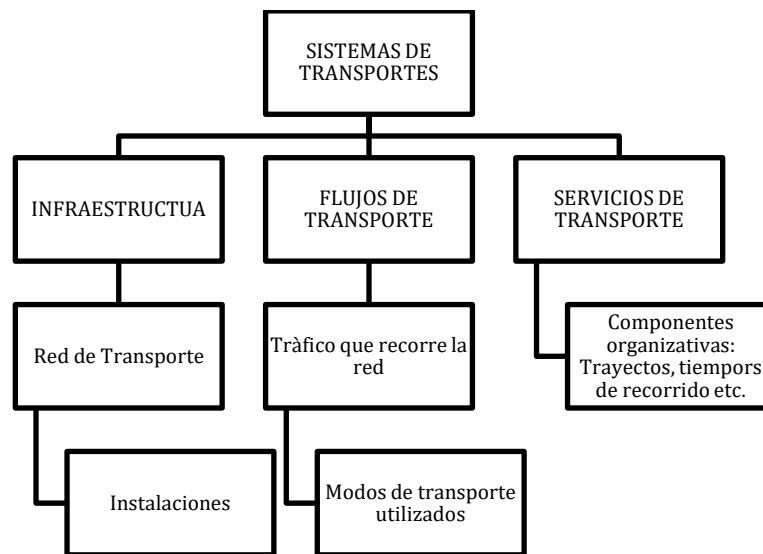 SISTEMAS DE
TRANSPORTES
INFRAESTRUCTUA
FLUJOS DE
TRANSPORTE
SERVICIOS DE
TRANSPORTE
Red de Transporte
Tràfico que recorre la
red
Componentes
organizativas:
Trayectos, tiempors
de recorrido etc.
Instalaciones
Modos de transporte
utilizados